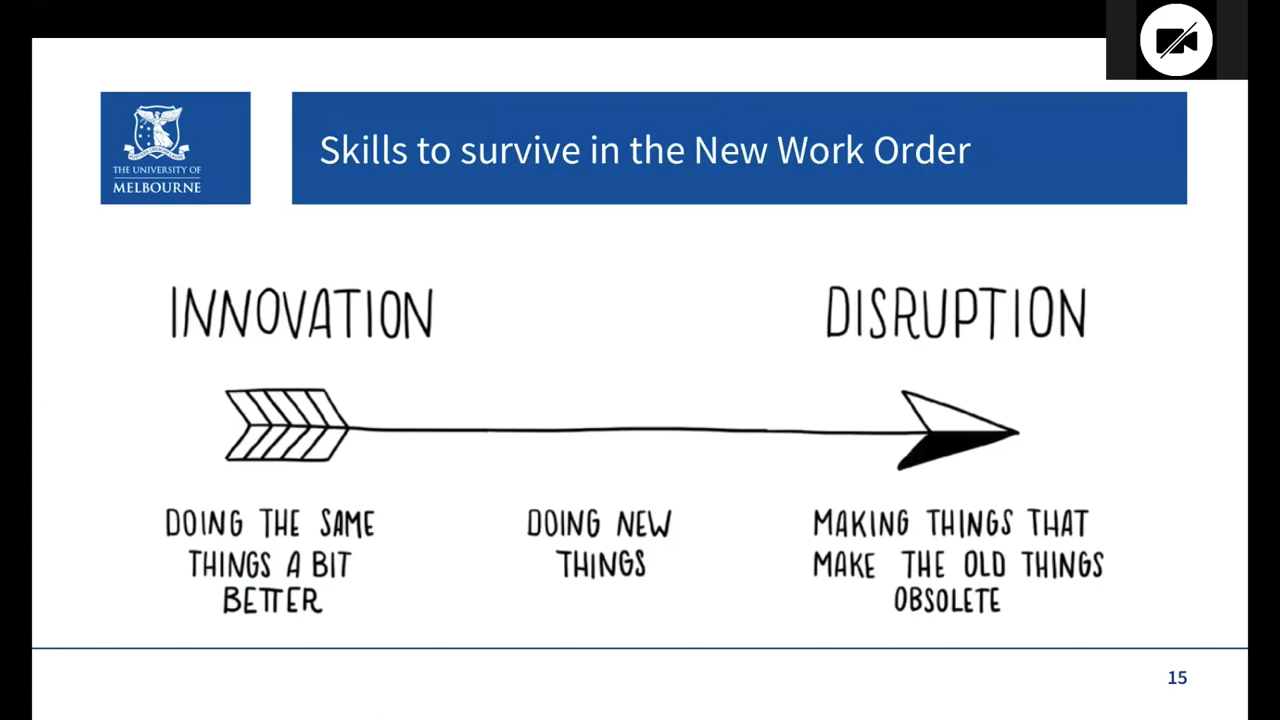 THE UNIVERSITY OF
MELBOURNE
Skills to survive in the New Work Order
INNOVATION
DISRUPTION
DOING THE SAME
THINGS A BIT
BETTER
DOING NEW
THINGS
MAKING THINGS THAT
MAKE THE OLD THINGS
OBSOLETE
15